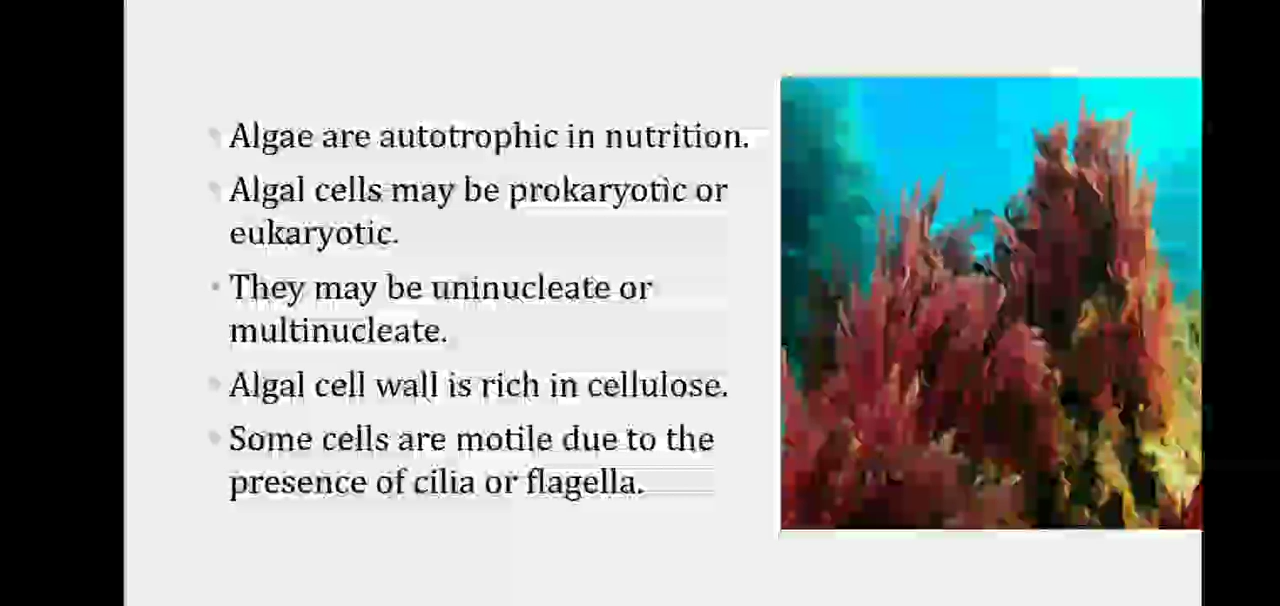 Algae are autotrophic in nutrition.
Algal cells may be prokaryotic or
eukaryotic.
They may be uninucleate or
multinucleate.
Algal cell wall is rich in cellulose.
Some cells are motile due to the
presence of cilia or flagella.